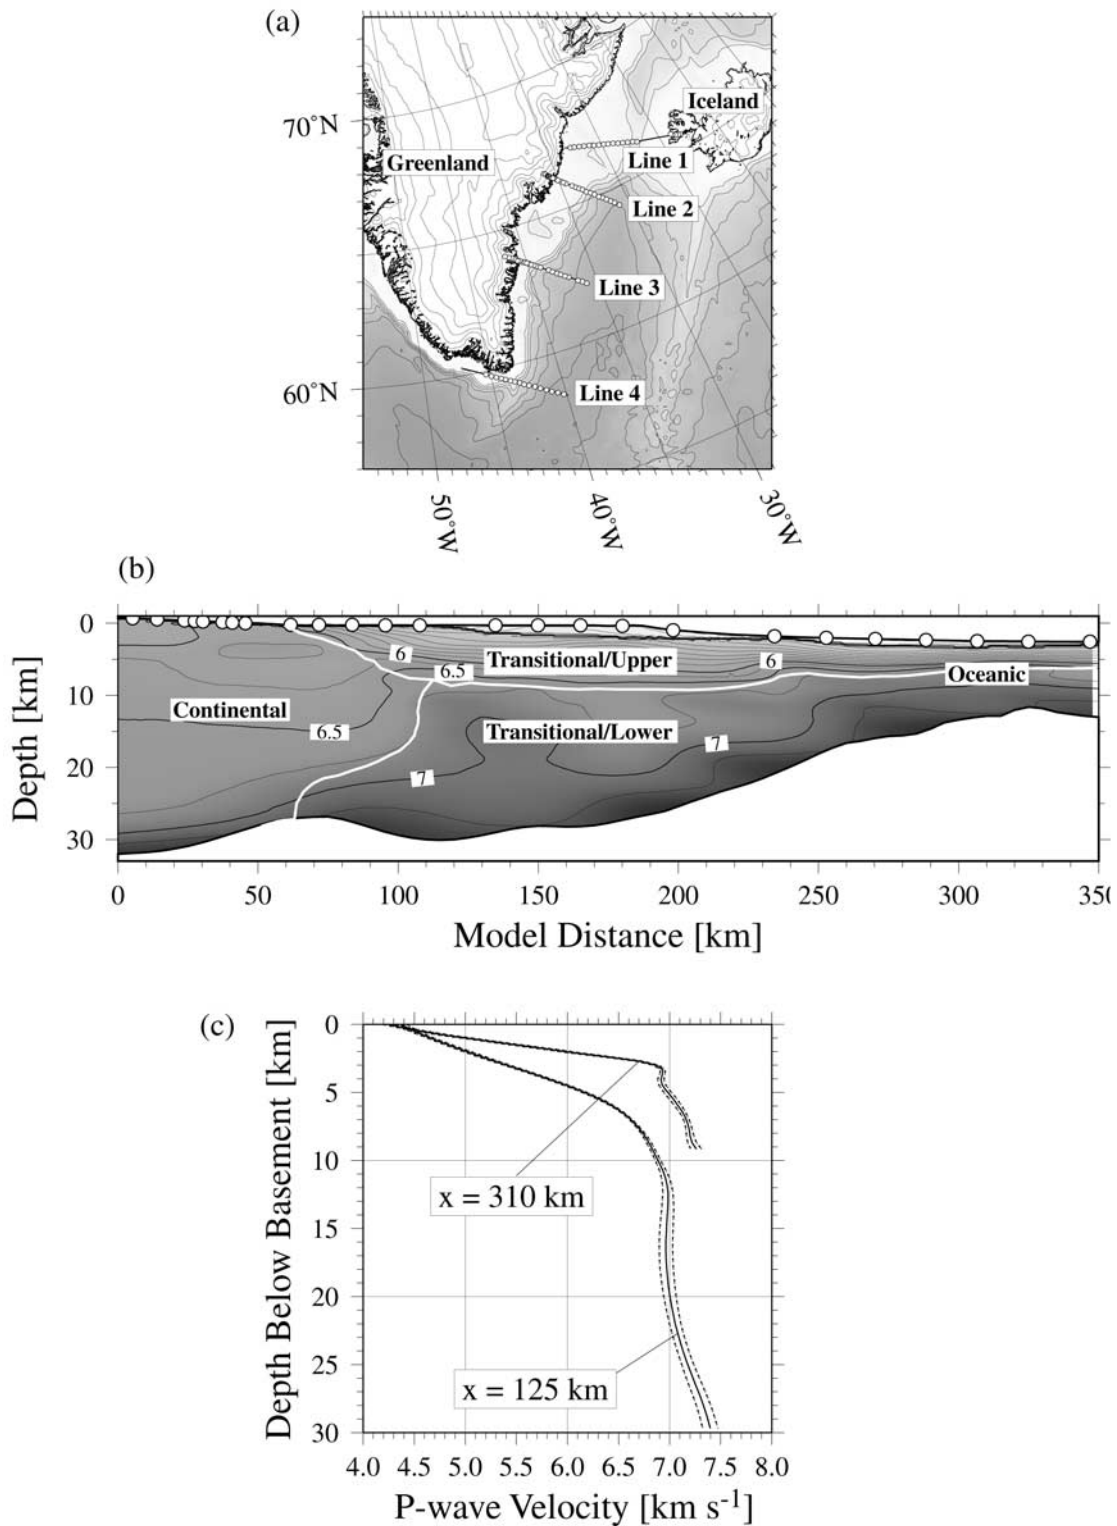 (a)
70°N
Iceland
Greenland
Line 1
Line 2
Line 3
60°N
Line 4
50°W
40°W
30°W
(b)
Depth [km]
0
10
20
30
6
Transitional/Upper
6
6.5
Oceanic
Continental
6.5
Transitional/Lower
7
7
0 50 100 150 200 250 300 350
Model Distance [km]
(c)
Depth Below Basement [km]
0
5
10
15
20
25
30
x = 310 km
x = 125 km
4.0 4.5 5.0 5.5 6.0 6.5 7.0 7.5 8.0
P-wave Velocity [km s-1]